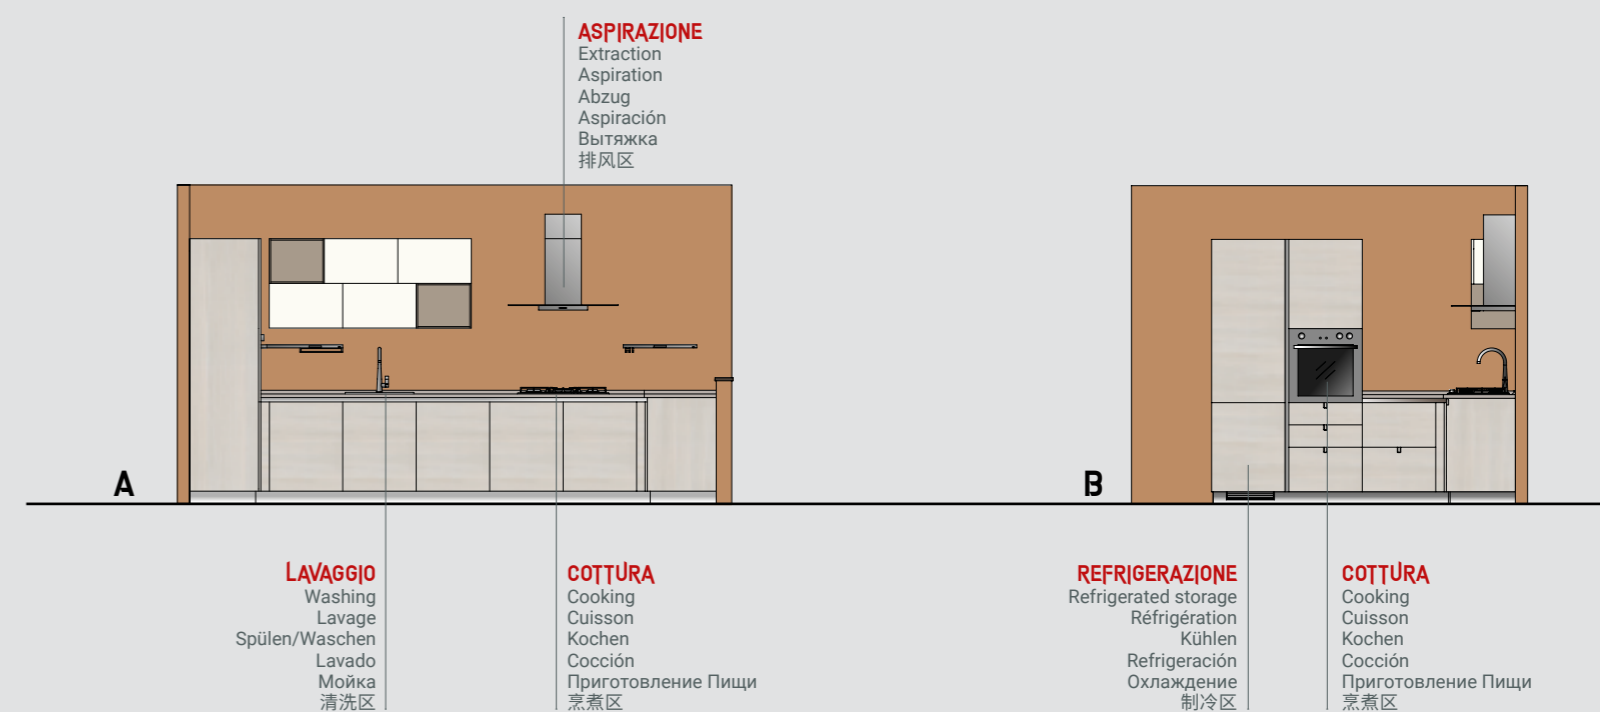 ASPIRAZIONE
Extraction
Aspiration
Abzug
Aspiración
Вытяжка
排风区
A
B
LAVAGGIO
Washing
Lavage
Spülen/Waschen
Lavado
Мойка
清洗区
COTTURA
Cooking
Cuisson
Kochen
Cocción
Приготовление Пищи
烹煮区
REFRIGERAZIONE
Refrigerated storage
Réfrigération
Kühlen
Refrigeración
Охлаждение
制冷区
COTTURA
Cooking
Cuisson
Kochen
Cocción
Приготовление Пищи
烹煮区